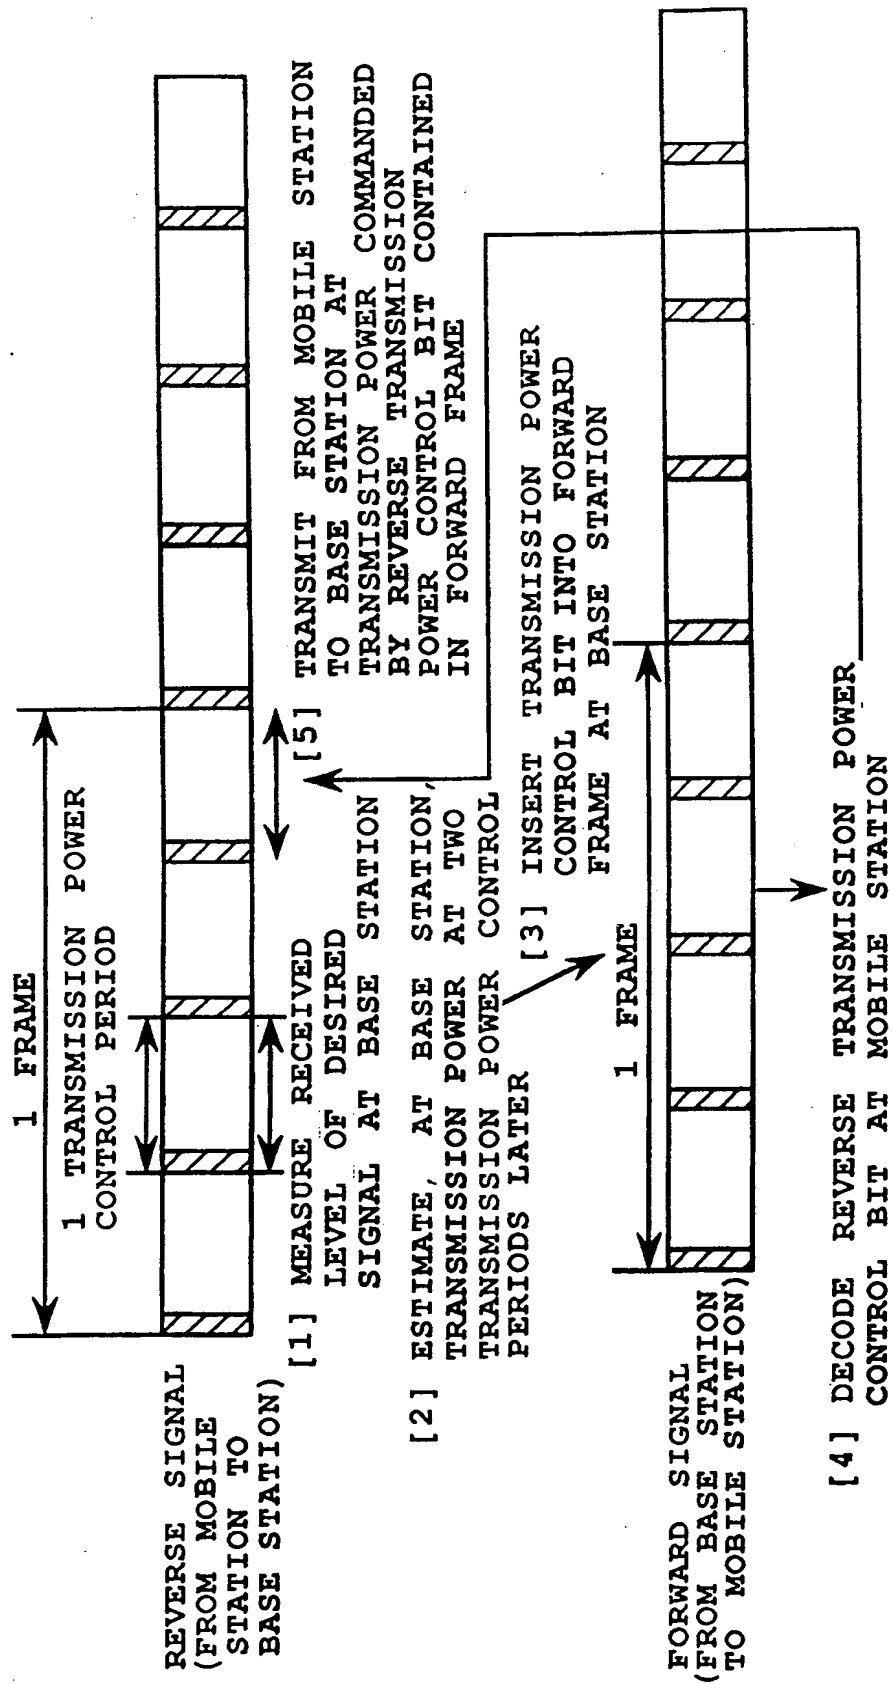 1 FRAME
1 TRANSMISSION POWER
CONTROL PERIOD
REVERSE SIGNAL
(FROM MOBILE
STATION TO
BASE STATION)
[1] MEASURE RECEIVED
LEVEL OF DESIRED
SIGNAL AT BASE STATION
[2] ESTIMATE, AT BASE STATION,
TRANSMISSION POWER AT TWO
TRANSMISSION POWER CONTROL
PERIODS LATER
[5] TRANSMIT FROM MOBILE STATION
TO BASE STATION AT
TRANSMISSION POWER COMMANDED
BY REVERSE TRANSMISSION
POWER CONTROL BIT CONTAINED
IN FORWARD FRAME
[3] INSERT TRANSMISSION POWER
CONTROL BIT INTO FORWARD
FRAME AT BASE STATION
1 FRAME
FORWARD SIGNAL
(FROM BASE STATION
TO MOBILE STATION)
[4] DECODE REVERSE TRANSMISSION POWER
CONTROL BIT AT MOBILE STATION